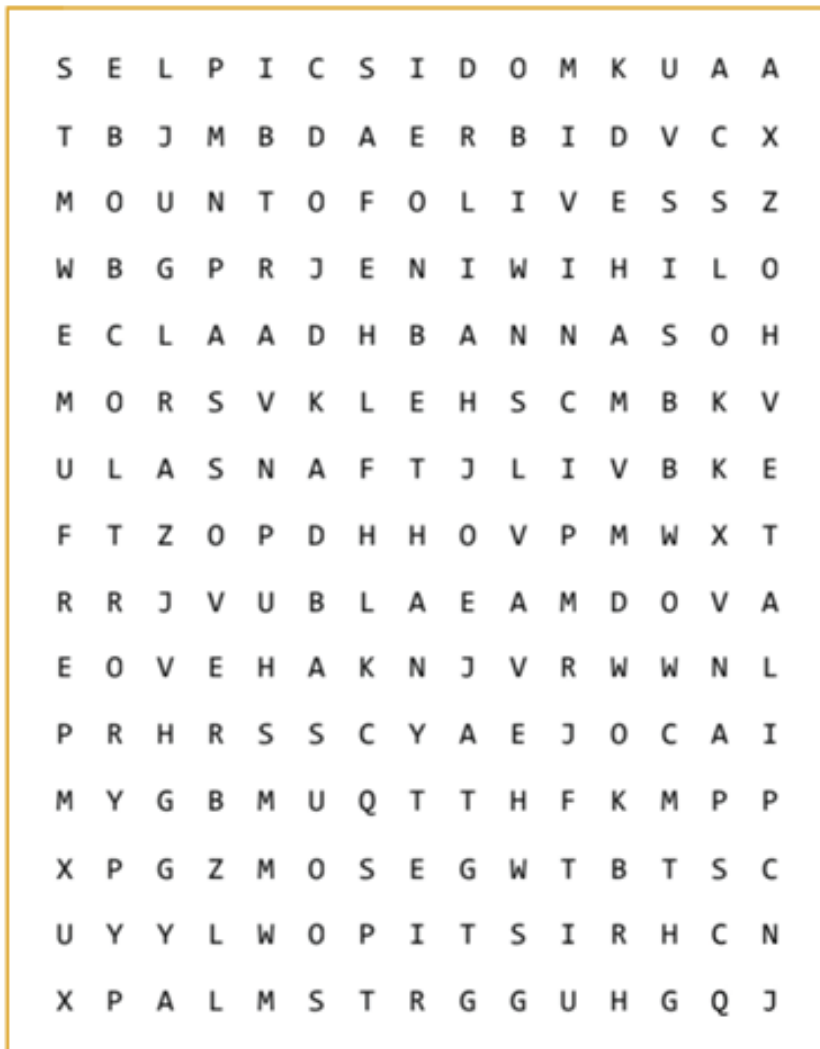 S E L P I C S I D O M K U A A
T B J M B D A E R B I D V C X
M O U N T O F O L I V E S S Z
W B G P R J E N I W I H I L O
E C L A A D H B A N N A S O H
M O R S V K L E H S C M B K V
U L A S N A F T J L I V B K E
F T Z O P D H H O V P M W X T
R R J V U B L A E A M D O V A
E O V E H A K N J V R W W N L
P R H R S S C Y A E J O C A I
M Y G B M U Q T T H F K M P P
X P G Z M O S E G W T B T S C
U Y Y L W O P I T S I R H C N
X P A L M S T R G G U H G Q J